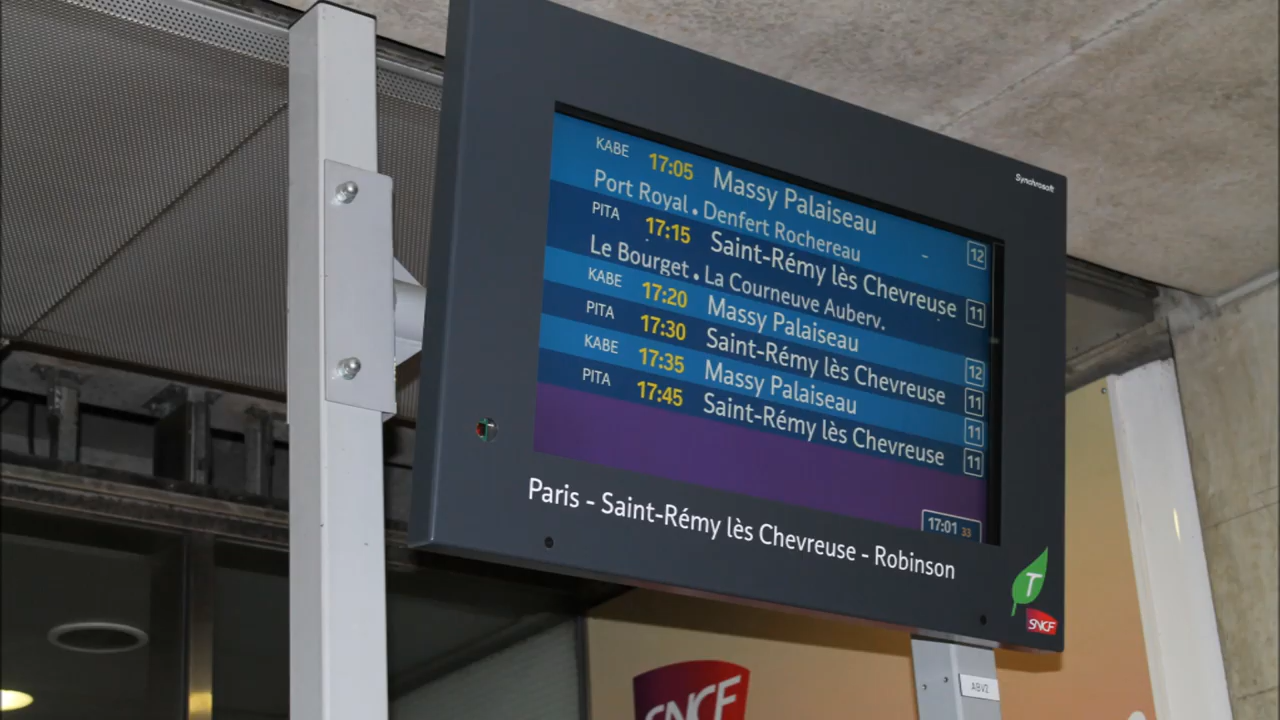 Synchrosoft
KABE 17:05 Massy Palaiseau 12
Port Royal • Denfert Rochereau
PITA 17:15 Saint-Rémy lès Chevreuse 11
Le Bourget • La Courneuve Auberv.
KABE 17:20 Massy Palaiseau 12
PITA 17:30 Saint-Rémy lès Chevreuse 11
KABE 17:35 Massy Palaiseau 11
PITA 17:45 Saint-Rémy lès Chevreuse 11
17:01 33
Paris - Saint-Rémy lès Chevreuse - Robinson
T
SNCF
ABV2
SNCF